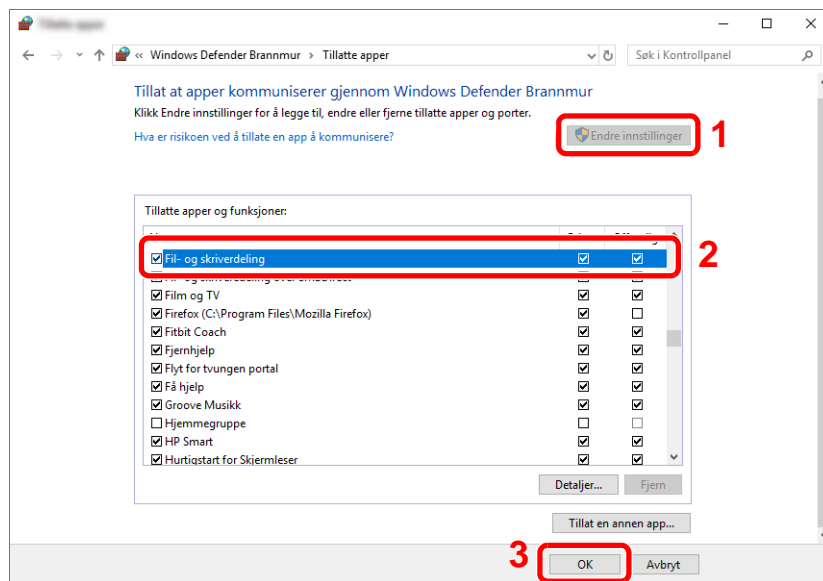 « Windows Defender Brannmur > Tillatte apper
Søk i Kontrollpanel
Tillat at apper kommuniserer gjennom Windows Defender Brannmur
Klikk Endre innstillinger for å legge til, endre eller fjerne tillatte apper og porter.
Hva er risikoen ved å tillate en app å kommunisere?
Endre innstillinger
1
Tillatte apper og funksjoner:
2
Fil- og skriverdeling
Film og TV
Firefox (C:\Program Files\Mozilla Firefox)
Fitbit Coach
Fjernhjelp
Flyt for tvungen portal
Få hjelp
Groove Musikk
Hjemmegruppe
HP Smart
Hurtigstart for Skjermleser
Detaljer... Fjern
Tillat en annen app...
3
OK Avbryt